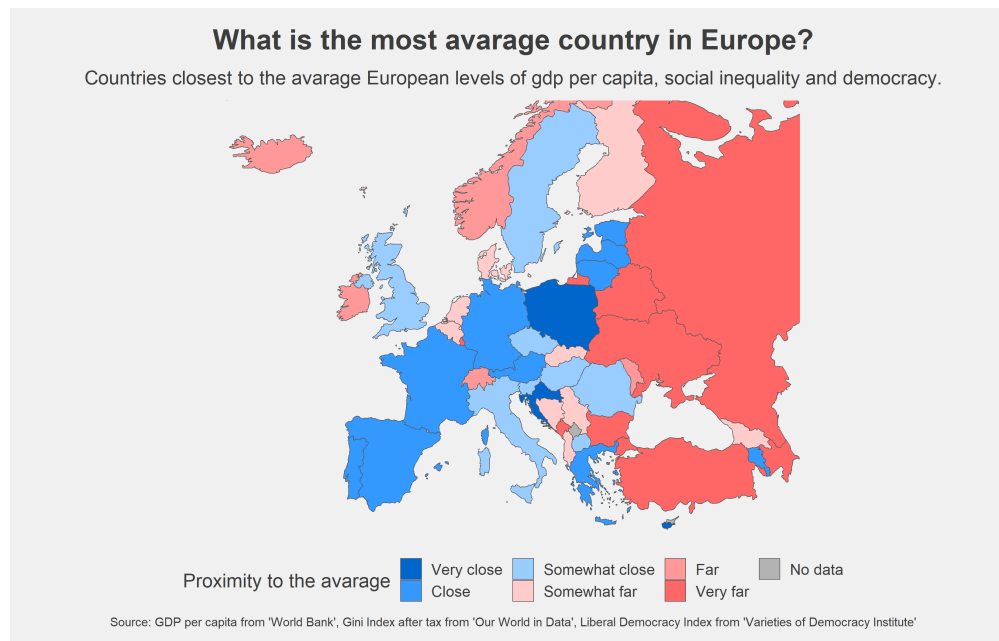 What is the most avarage country in Europe?
Countries closest to the avarage European levels of gdp per capita, social inequality and democracy.
Proximity to the avarage
Very close
Somewhat close
Far
No data
Close
Somewhat far
Very far
Source: GDP per capita from 'World Bank', Gini Index after tax from 'Our World in Data', Liberal Democracy Index from 'Varieties of Democracy Institute'